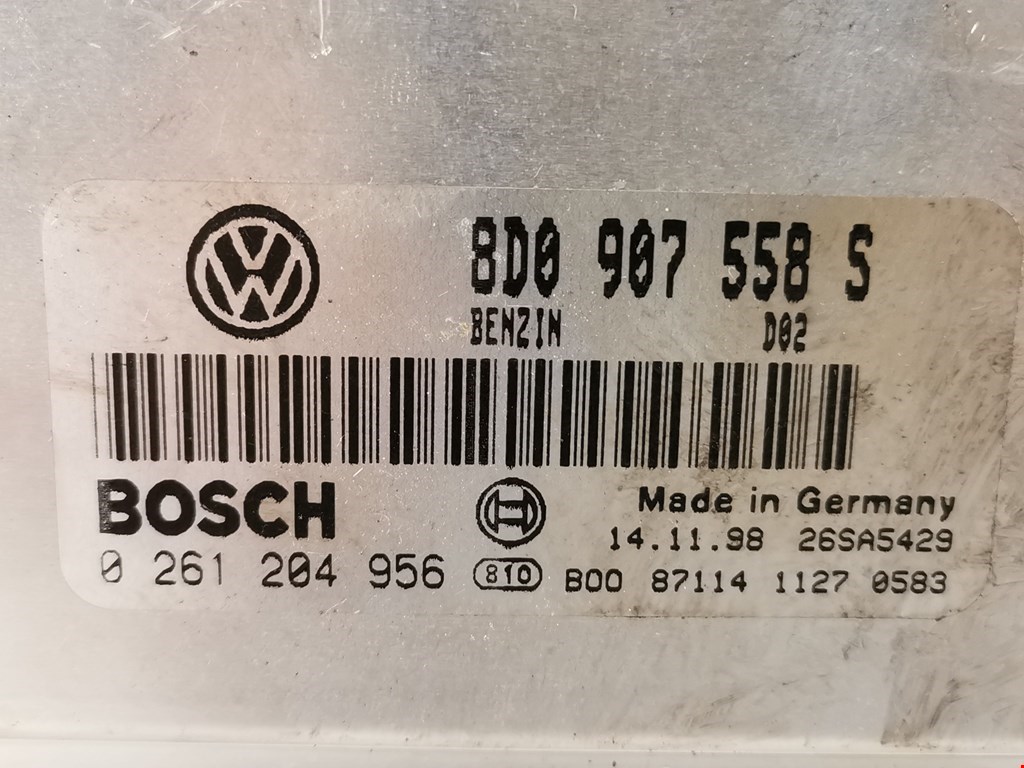 8D0 907 558 S
BENZIN D02
BOSCH
Made in Germany
14.11.98 26SA5429
0 261 204 956 810 B00 87114 1127 0583